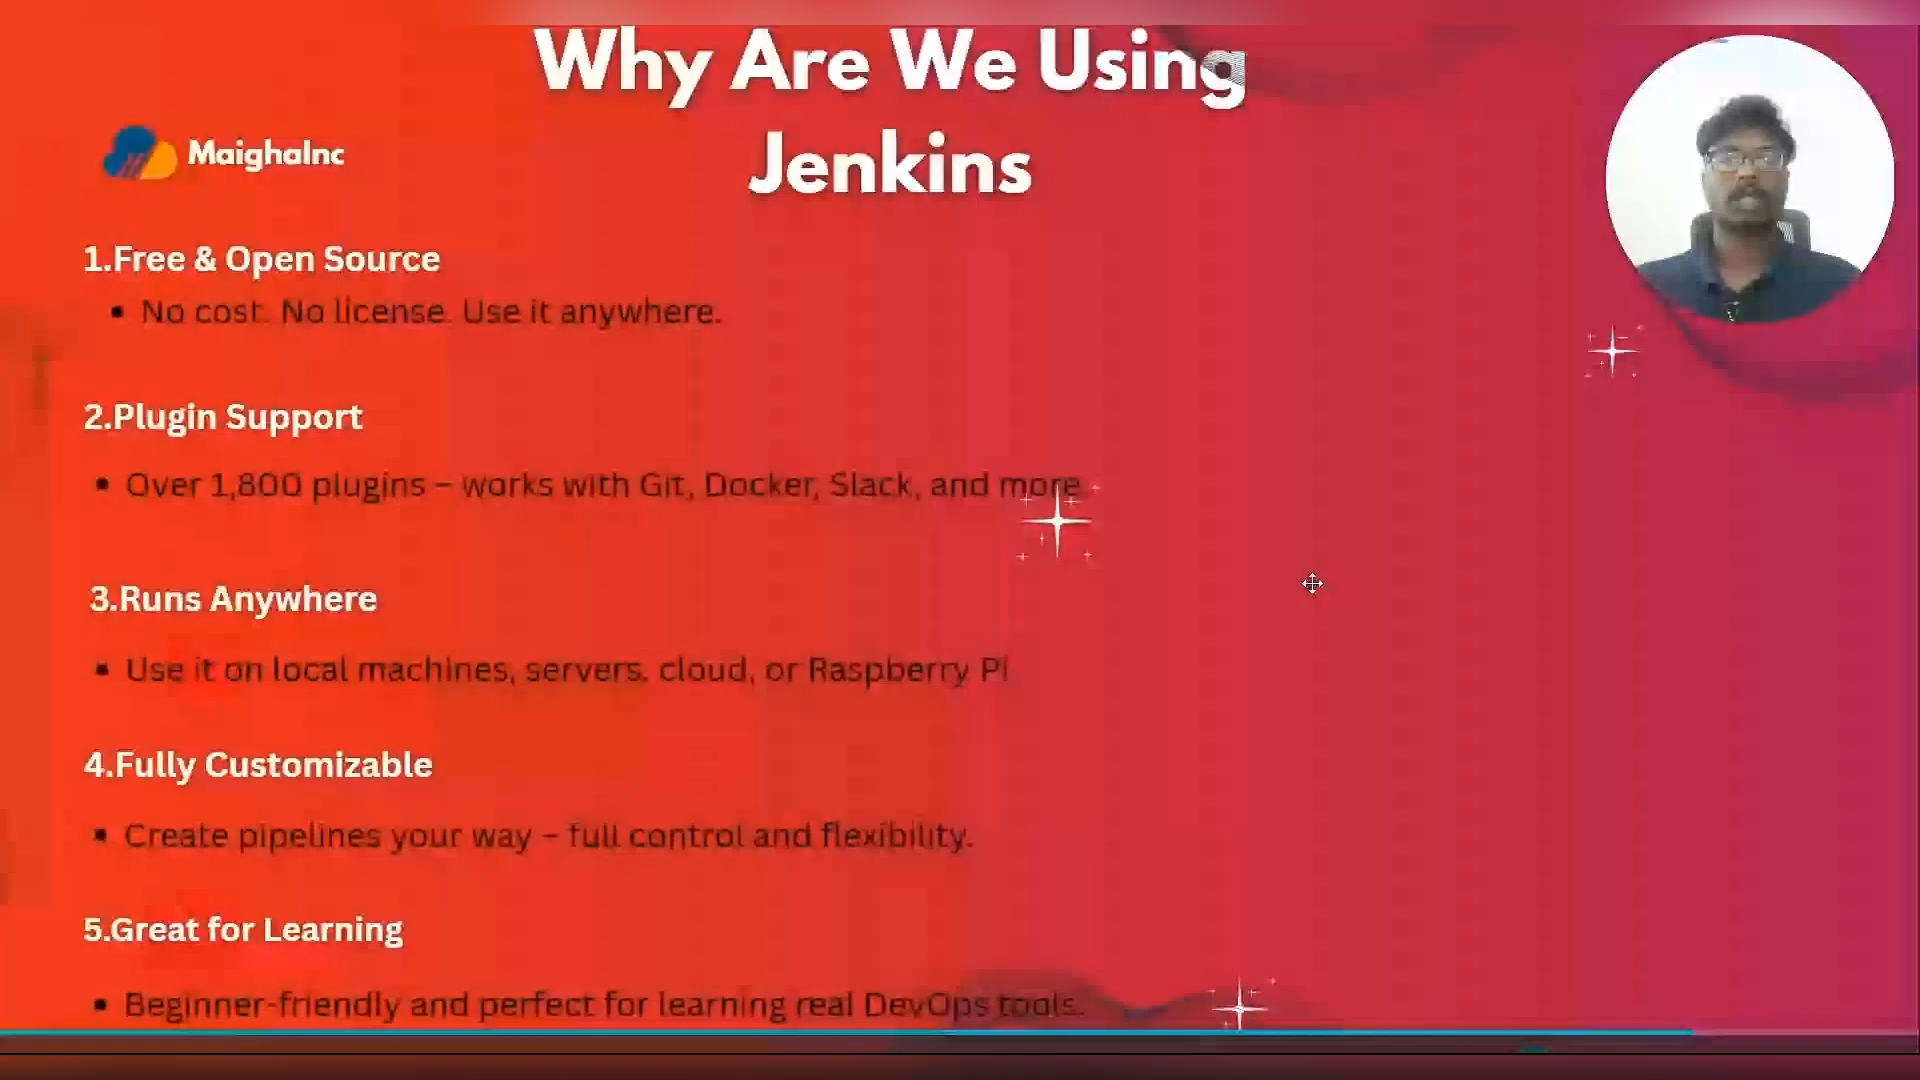 Why Are We Using
Jenkins
MaighaInc
1.Free & Open Source
▪ No cost. No license. Use it anywhere.
2.Plugin Support
▪ Over 1,800 plugins – works with Git, Docker, Slack, and more.
3.Runs Anywhere
▪ Use it on local machines, servers, cloud, or Raspberry Pi
4.Fully Customizable
▪ Create pipelines your way – full control and flexibility.
5.Great for Learning
▪ Beginner-friendly and perfect for learning real DevOps tools.